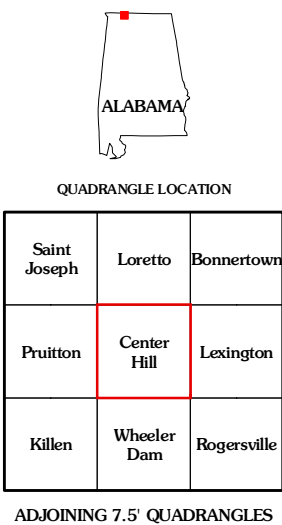 ALABAMA
QUADRANGLE LOCATION
Saint
Joseph
Loretto
Bonnertown
Pruitton
Center
Hill
Lexington
Killen
Wheeler
Dam
Rogersville
ADJOINING 7.5' QUADRANGLES